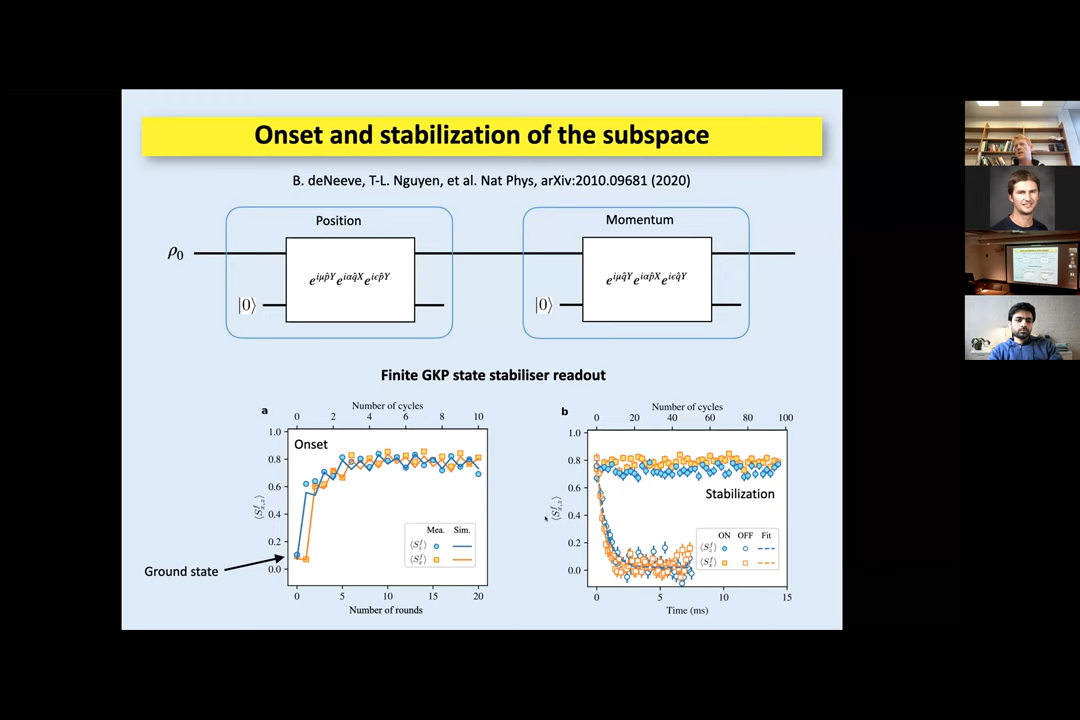 Onset and stabilization of the subspace
B. deNeeve, T-L. Nguyen, et al. Nat Phys, arXiv:2010.09681 (2020)
Position
Momentum
ρ₀
e^{iμp̂Y}e^{iαq̂X}e^{iϵp̂Y}
e^{iμq̂Y}e^{iαp̂X}e^{iϵq̂Y}
|0⟩
|0⟩
Finite GKP state stabiliser readout
a
Number of cycles
0 2 4 6 8 10
1.0
Onset
0.8
0.6
0.4
0.2
0.0
Mea. Sim.
Ground state
0 5 10 15 20
Number of rounds
b
Number of cycles
0 20 40 60 80 100
1.0
0.8
0.6
Stabilization
0.4
0.2
0.0
ON OFF Fit
0 5 10 15
Time (ms)